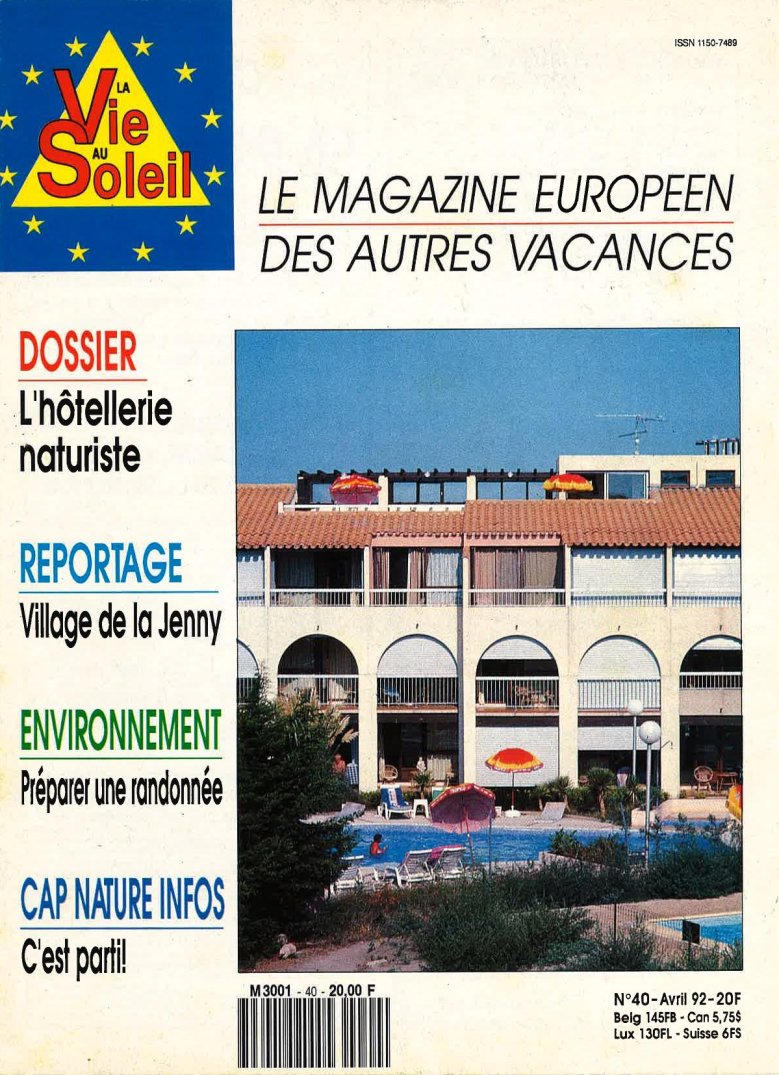 ISSN 1150-7489
LA
Vie
AU
Soleil
LE MAGAZINE EUROPEEN
DES AUTRES VACANCES
DOSSIER
L'hôtellerie
naturiste
REPORTAGE
Village de la Jenny
ENVIRONNEMENT
Préparer une randonnée
CAP NATURE INFOS
C'est parti!
M 3001 - 40 - 20,00 F
N°40 - Avril 92 - 20F
Belg 145FB - Can 5,75$
Lux 130FL - Suisse 6FS